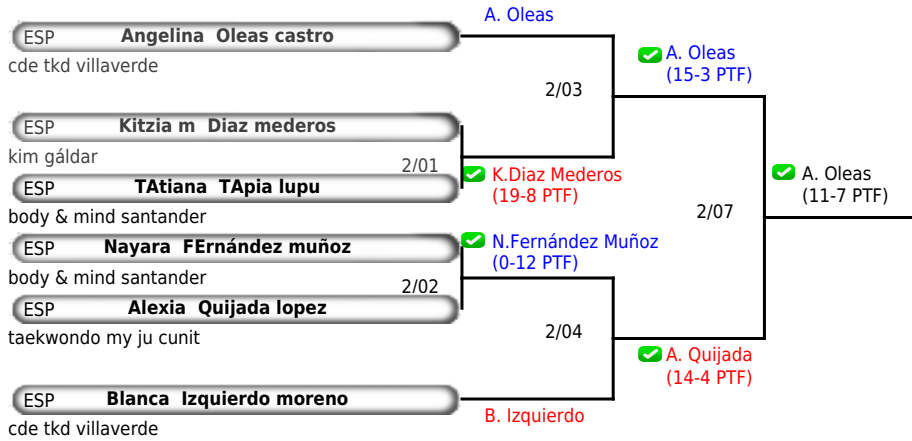 A. Oleas
ESP Angelina Oleas castro
cde tkd villaverde
A. Oleas
(15-3 PTF)
2/03
ESP Kitzia m Diaz mederos
kim gáldar
2/01
K.Diaz Mederos
(19-8 PTF)
ESP TAtiana TApia lupu
body & mind santander
A. Oleas
(11-7 PTF)
2/07
ESP Nayara FErnández muñoz
body & mind santander
N.Fernández Muñoz
(0-12 PTF)
2/02
ESP Alexia Quijada lopez
taekwondo my ju cunit
2/04
A. Quijada
(14-4 PTF)
ESP Blanca Izquierdo moreno
cde tkd villaverde
B. Izquierdo